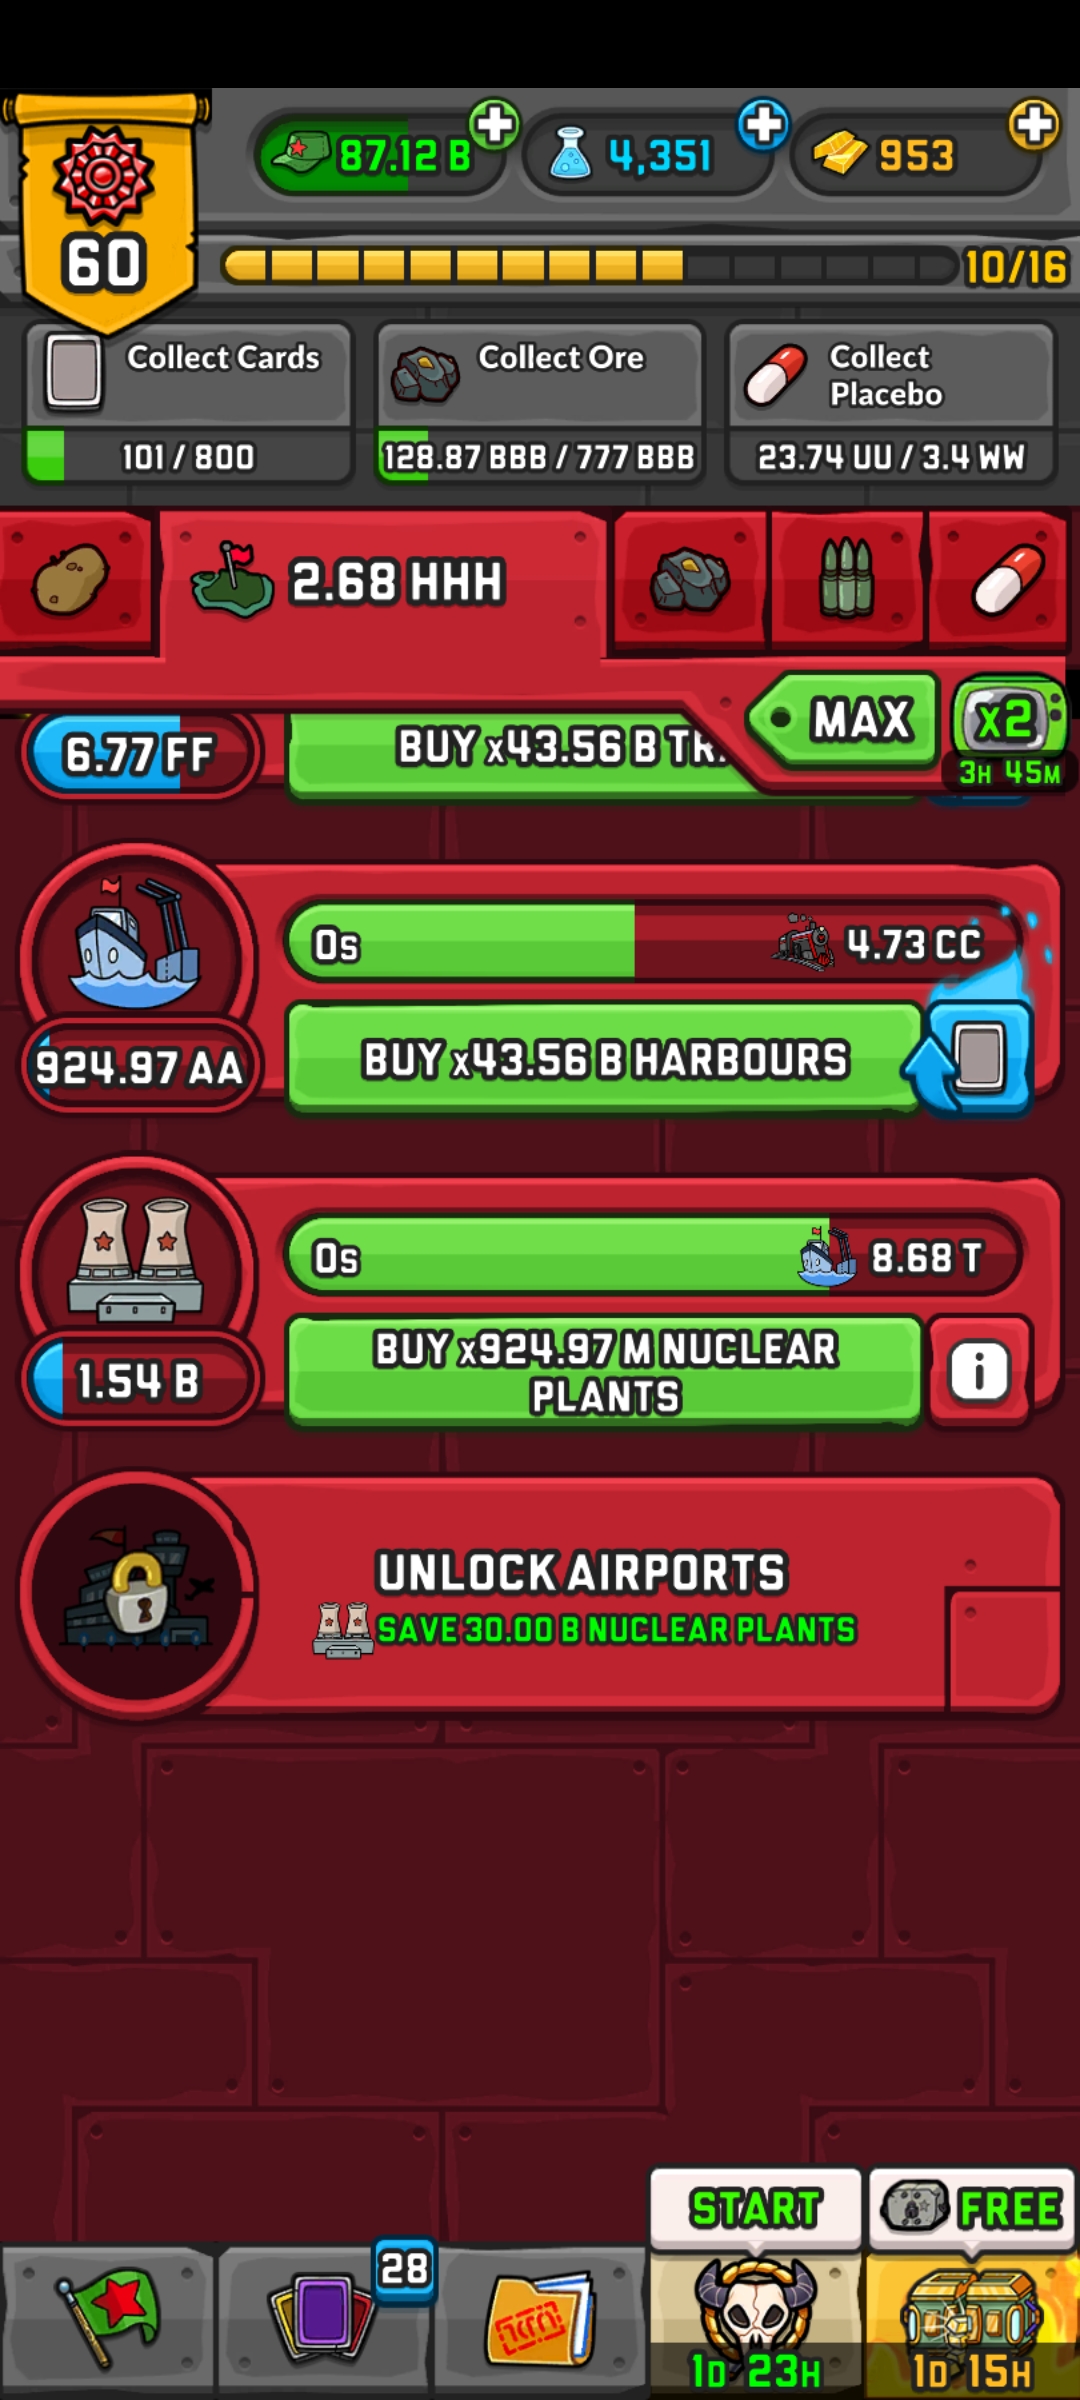 87.12 B
4,351
953
60
10/16
Collect Cards
101 / 800
Collect Ore
128.87 BBB / 777 BBB
Collect
Placebo
23.74 UU / 3.4 WW
2.68 HHH
MAX
x2
3H 45M
6.77 FF
BUY x43.56 B
0s
4.73 CC
924.97 AA
BUY x43.56 B HARBOURS
0s
8.68 T
1.54 B
BUY x924.97 M NUCLEAR
PLANTS
i
UNLOCK AIRPORTS
SAVE 30.00 B NUCLEAR PLANTS
START
FREE
28
1D 23H
1D 15H